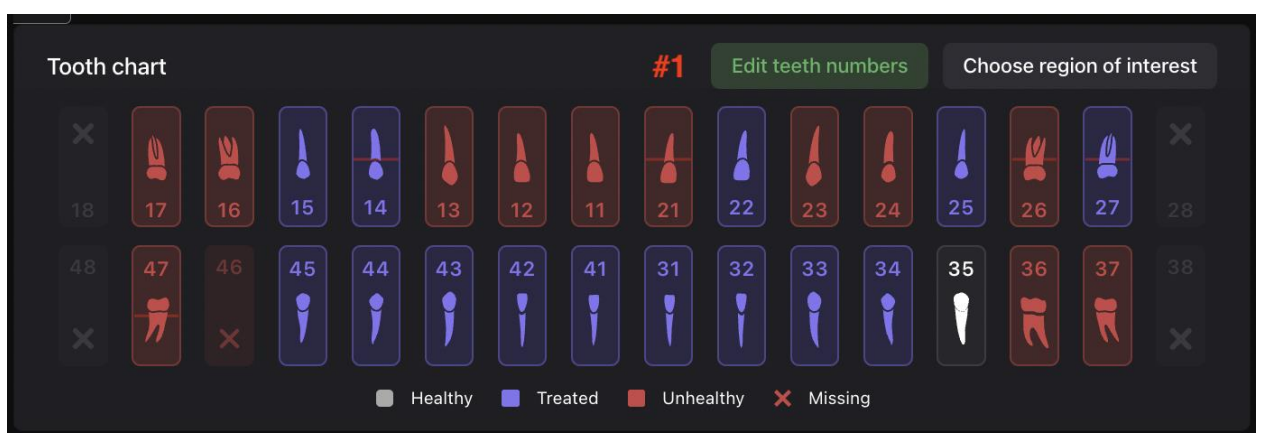 Tooth chart #1 Edit teeth numbers Choose region of interest
18 17 16 15 14 13 12 11 21 22 23 24 25 26 27 28
48 47 46 45 44 43 42 41 31 32 33 34 35 36 37 38
Healthy Treated Unhealthy Missing